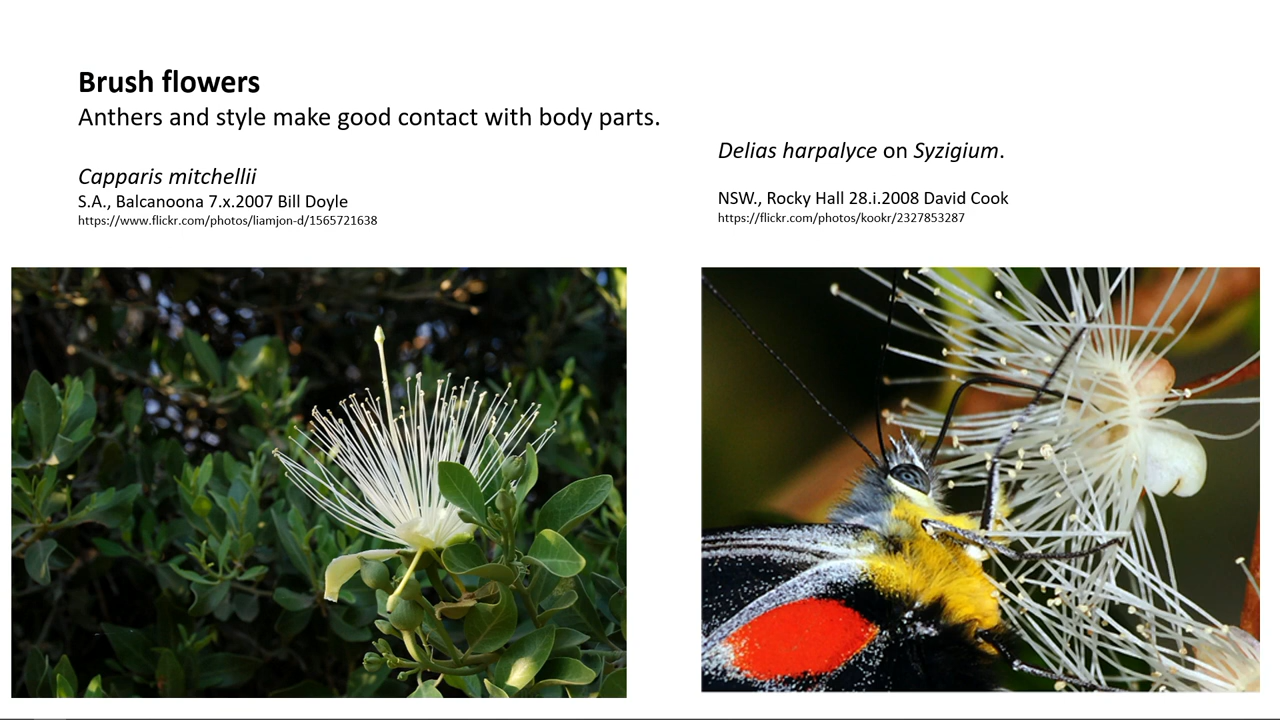 Brush flowers
Anthers and style make good contact with body parts.
Capparis mitchellii
S.A., Balcanoona 7.x.2007 Bill Doyle
https://www.flickr.com/photos/liamjon-d/1565721638
Delias harpalyce on Syzigium.
NSW., Rocky Hall 28.i.2008 David Cook
https://flickr.com/photos/kookr/2327853287